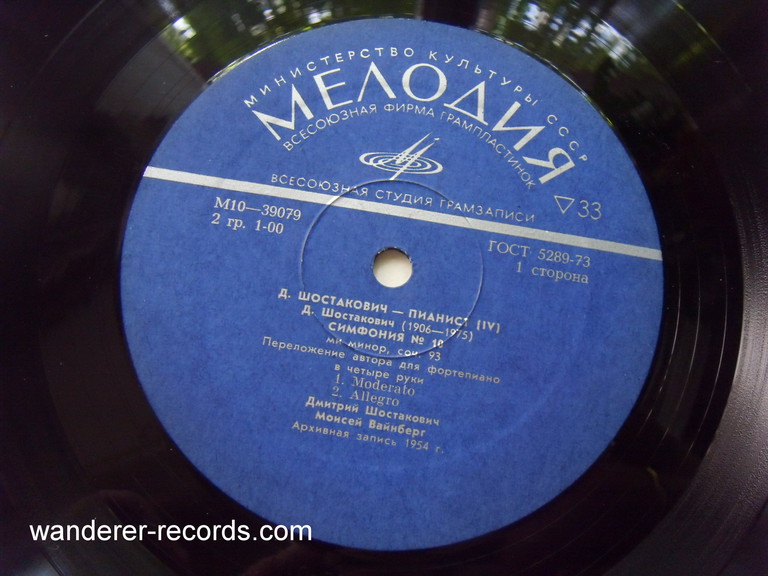 МИНИСТЕРСТВО КУЛЬТУРЫ СССР
МЕЛОДИЯ
ВСЕСОЮЗНАЯ ФИРМА ГРАМПЛАСТИНОК
ВСЕСОЮЗНАЯ СТУДИЯ ГРАМЗАПИСИ
▽33
М10—39079
2 гр. 1-00
ГОСТ 5289-73
1 сторона
Д. ШОСТАКОВИЧ — ПИАНИСТ (IV)
Д. Шостакович (1906—1975)
СИМФОНИЯ № 10
ми минор, соч. 93
Переложение автора для фортепиано
в четыре руки
1. Moderato
2. Allegro
Дмитрий Шостакович
Моисей Вайнберг
Архивная запись 1954 г.
wanderer-records.com